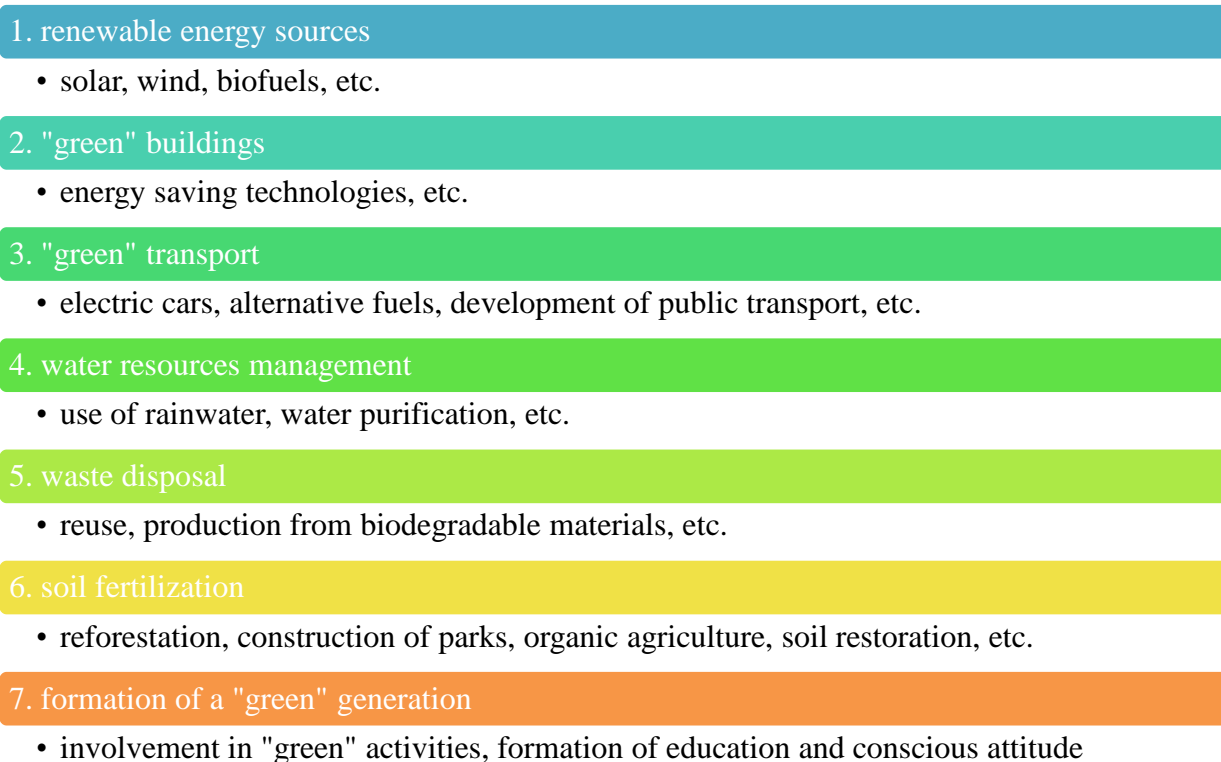 1. renewable energy sources
• solar, wind, biofuels, etc.
2. "green" buildings
• energy saving technologies, etc.
3. "green" transport
• electric cars, alternative fuels, development of public transport, etc.
4. water resources management
• use of rainwater, water purification, etc.
5. waste disposal
• reuse, production from biodegradable materials, etc.
6. soil fertilization
• reforestation, construction of parks, organic agriculture, soil restoration, etc.
7. formation of a "green" generation
• involvement in "green" activities, formation of education and conscious attitude